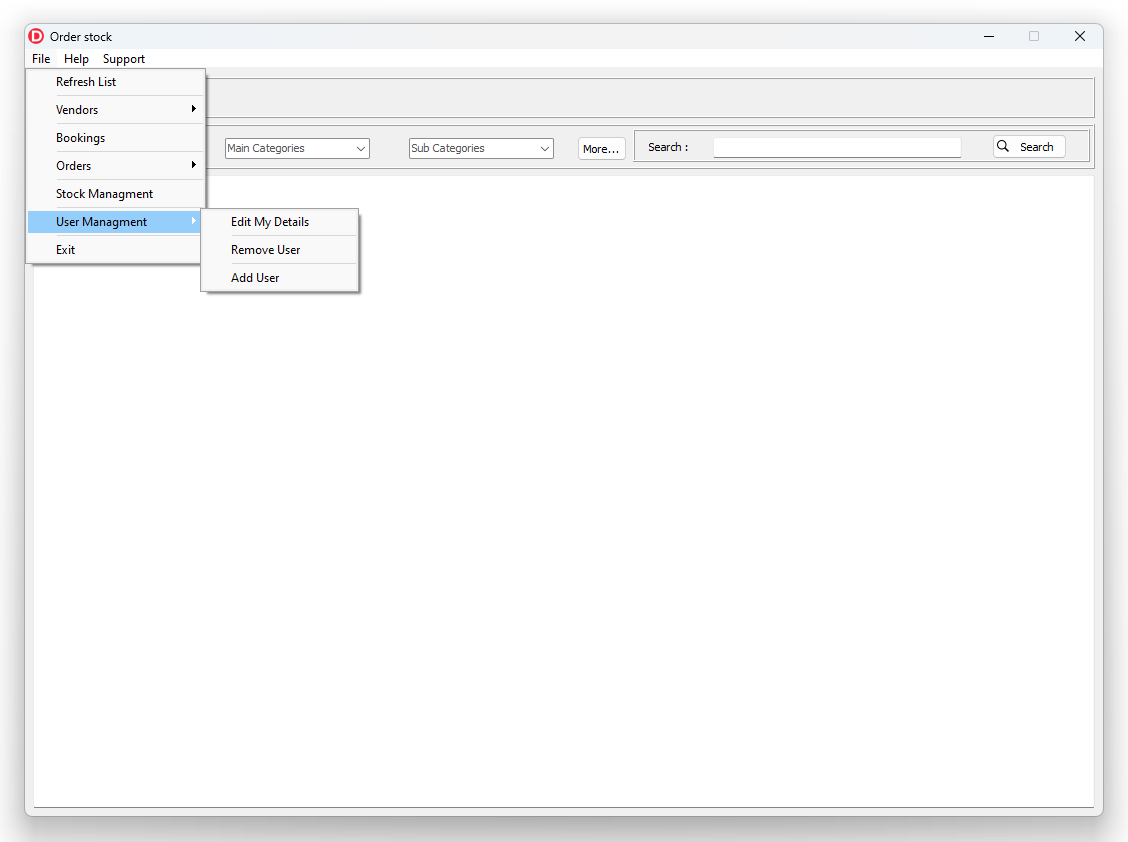 Order stock
File Help Support
Refresh List
Vendors
Bookings
Orders
Stock Managment
User Managment
Exit
Edit My Details
Remove User
Add User
Main Categories
Sub Categories
More...
Search :
Search